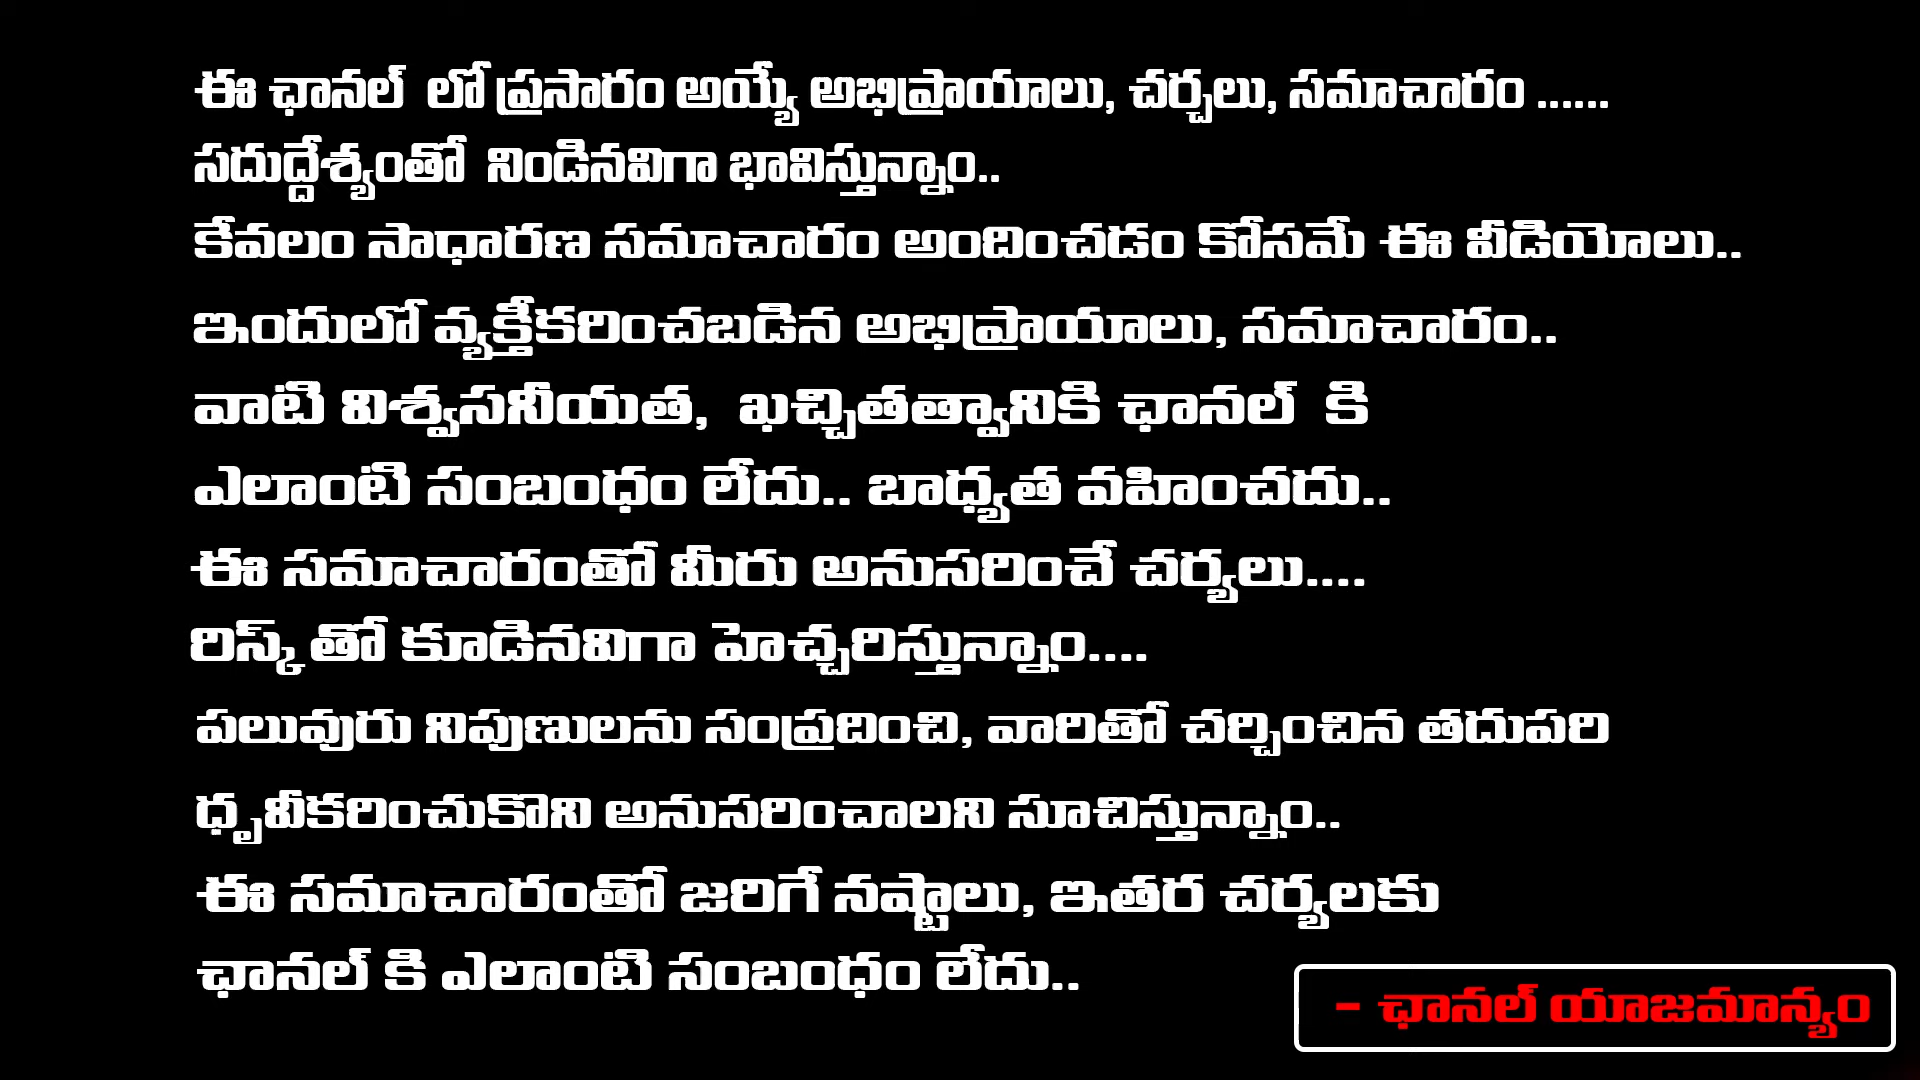 ఈ ఛానల్ లో ప్రసారం అయ్యే అభిప్రాయాలు, చర్చలు, సమాచారం ......
సదుద్దేశ్యంతో నిండినవిగా భావిస్తున్నాం..
కేవలం సాధారణ సమాచారం అందించడం కోసమే ఈ వీడియోలు..
ఇందులో వ్యక్తీకరించబడిన అభిప్రాయాలు, సమాచారం..
వాటి విశ్వసనీయత, ఖచ్చితత్వానికి ఛానల్ కి
ఎలాంటి సంబంధం లేదు.. బాధ్యత వహించదు..
ఈ సమాచారంతో మీరు అనుసరించే చర్యలు....
రిస్క్ తో కూడినవిగా హెచ్చరిస్తున్నాం....
పలువురు నిపుణులను సంప్రదించి, వారితో చర్చించిన తదుపరి
ధృవీకరించుకొని అనుసరించాలని సూచిస్తున్నాం..
ఈ సమాచారంతో జరిగే నష్టాలు, ఇతర చర్యలకు
ఛానల్ కి ఎలాంటి సంబంధం లేదు..
- ఛానల్ యాజమాన్యం